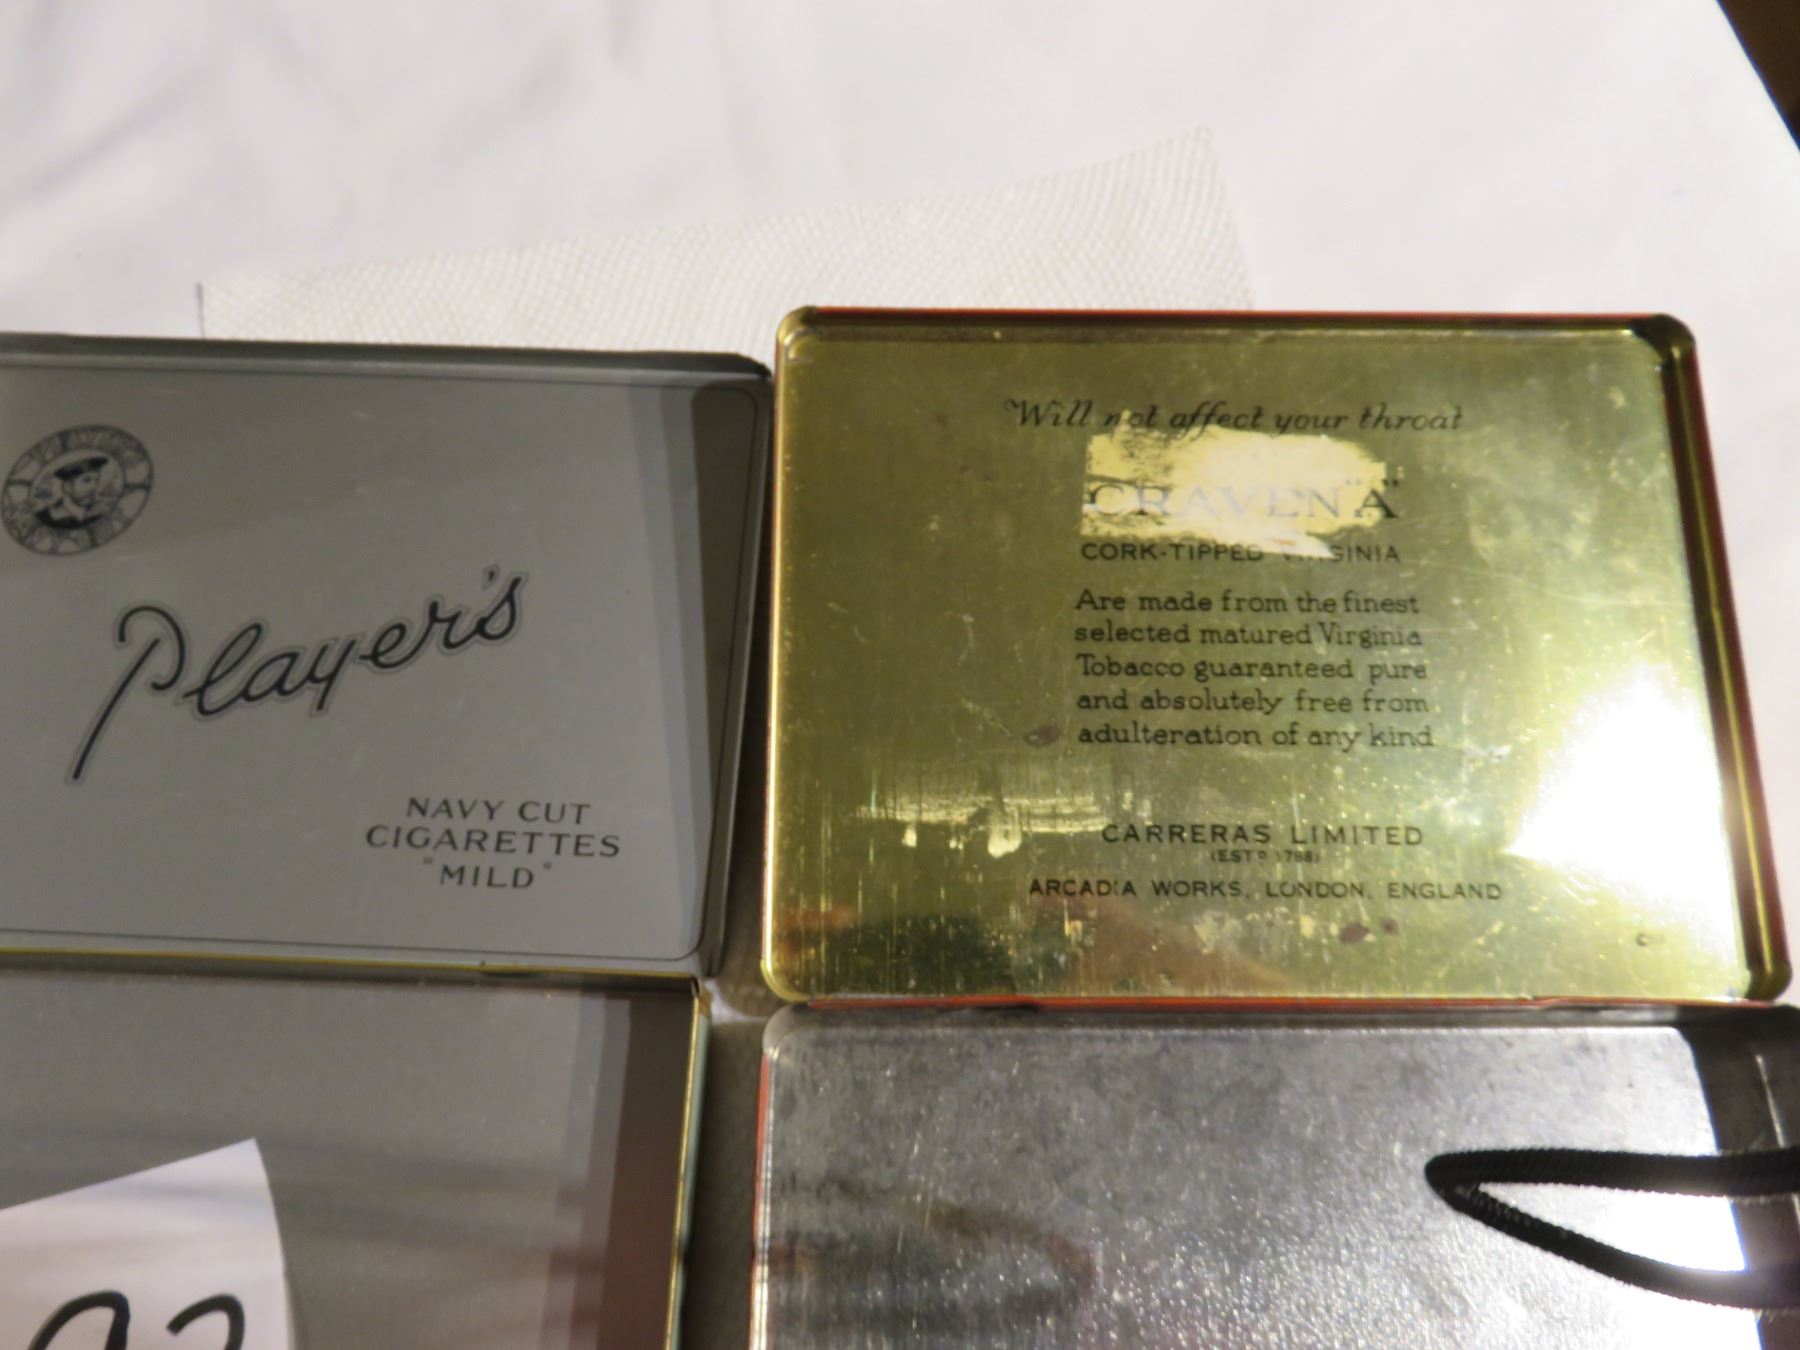 Player's
NAVY CUT
CIGARETTES
"MILD"
Will not affect your throat
CRAVEN "A"
CORK-TIPPED VIRGINIA
Are made from the finest
selected matured Virginia
Tobacco guaranteed pure
and absolutely free from
adulteration of any kind
CARRERAS LIMITED
(ESTD 1788)
ARCADIA WORKS, LONDON, ENGLAND